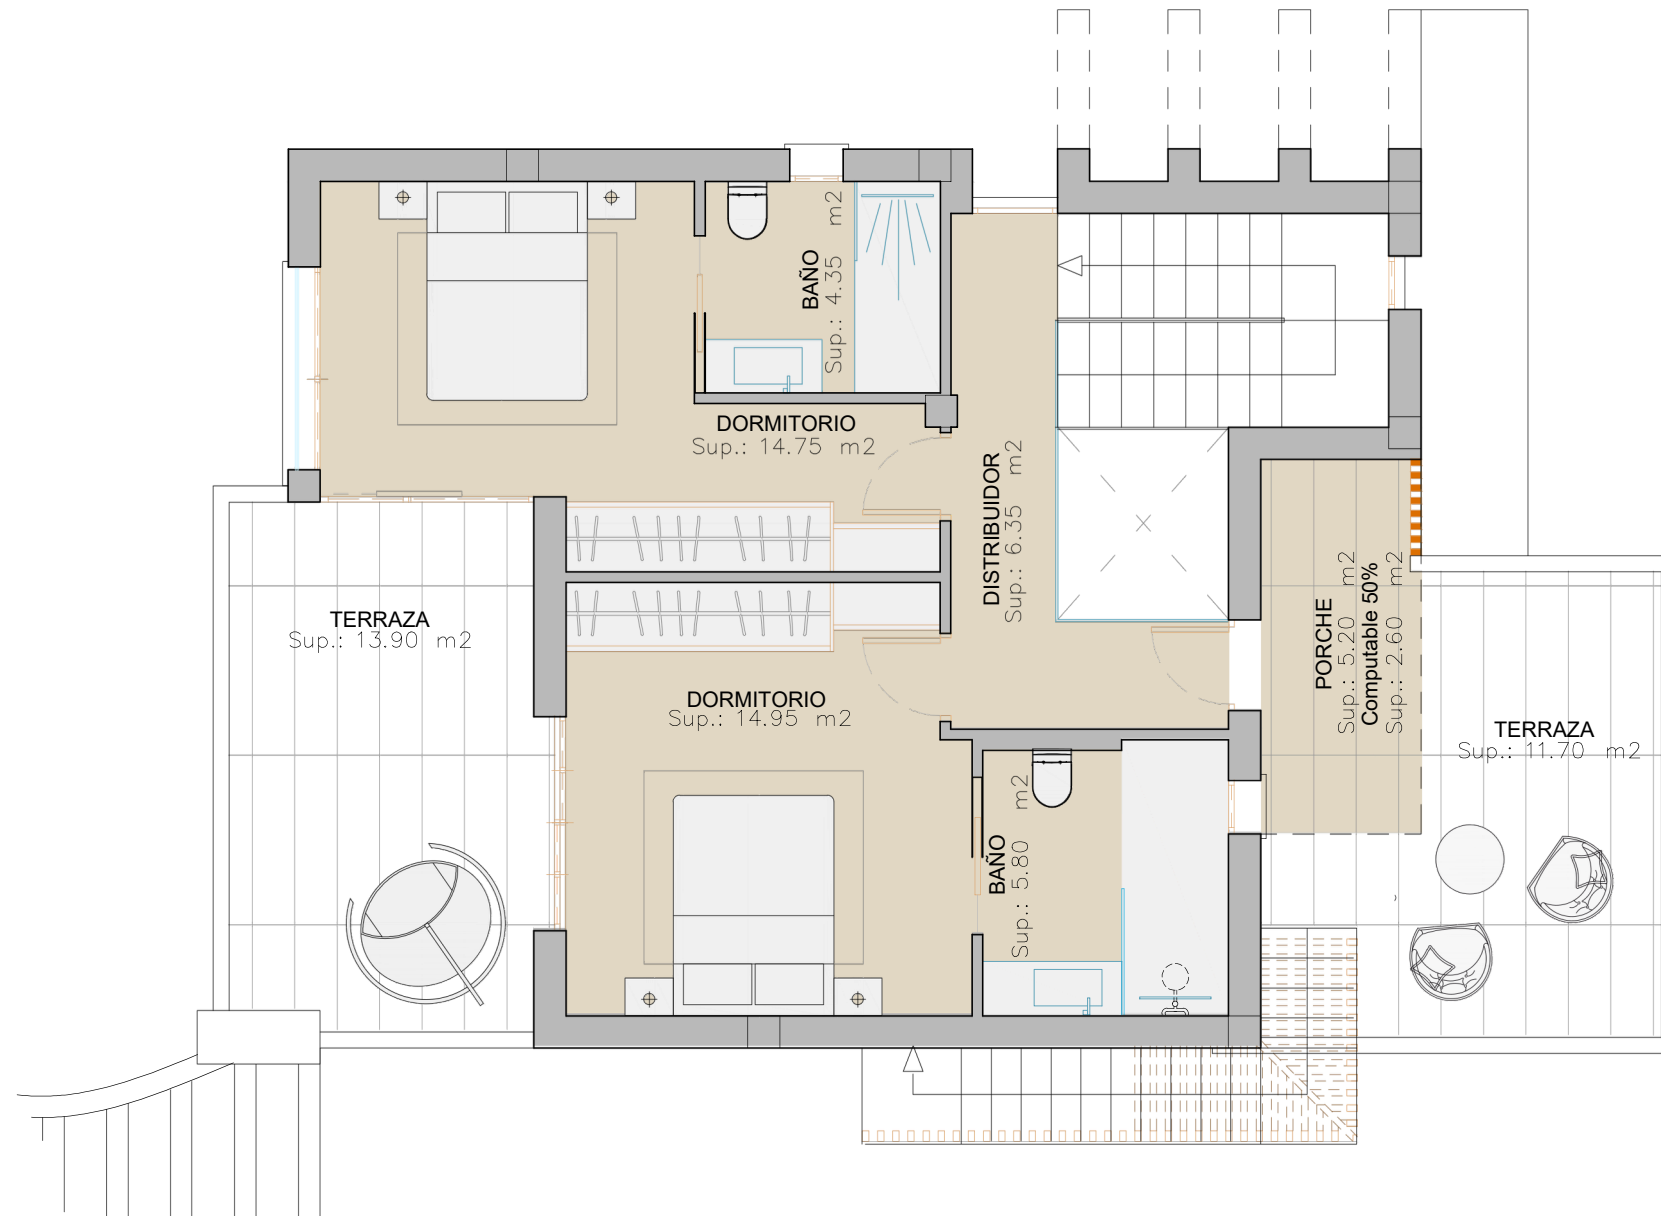 BAÑO
Sup.: 4.35 m2
DORMITORIO
Sup.: 14.75 m2
DISTRIBUIDOR
Sup.: 6.35 m2
TERRAZA
Sup.: 13.90 m2
DORMITORIO
Sup.: 14.95 m2
PORCHE
Sup.: 5.20 m2
Computable 50%
Sup.: 2.60 m2
TERRAZA
Sup.: 11.70 m2
BAÑO
Sup.: 5.80 m2